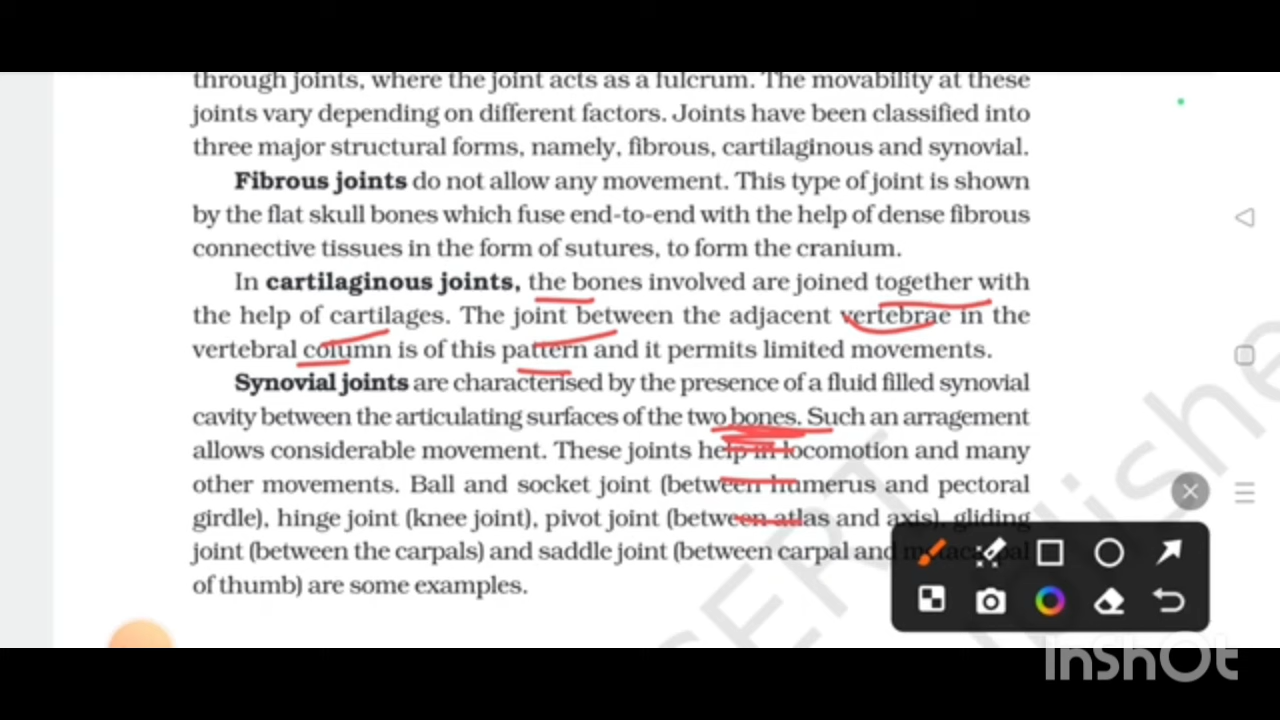 through joints, where the joint acts as a fulcrum. The movability at these
joints vary depending on different factors. Joints have been classified into
three major structural forms, namely, fibrous, cartilaginous and synovial.
Fibrous joints do not allow any movement. This type of joint is shown
by the flat skull bones which fuse end-to-end with the help of dense fibrous
connective tissues in the form of sutures, to form the cranium.
In cartilaginous joints, the bones involved are joined together with
the help of cartilages. The joint between the adjacent vertebrae in the
vertebral column is of this pattern and it permits limited movements.
Synovial joints are characterised by the presence of a fluid filled synovial
cavity between the articulating surfaces of the two bones. Such an arragement
allows considerable movement. These joints help in locomotion and many
other movements. Ball and socket joint (between humerus and pectoral
girdle), hinge joint (knee joint), pivot joint (between atlas and axis), gliding
joint (between the carpals) and saddle joint (between carpal and metacarpal
of thumb) are some examples.
InShOt